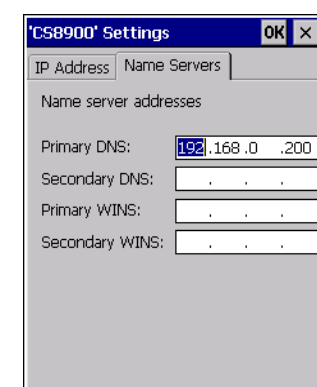 'CS8900' Settings OK ×
IP Address Name Servers
Name server addresses
Primary DNS: 192.168.0.200
Secondary DNS: . . .
Primary WINS: . . .
Secondary WINS: . . .